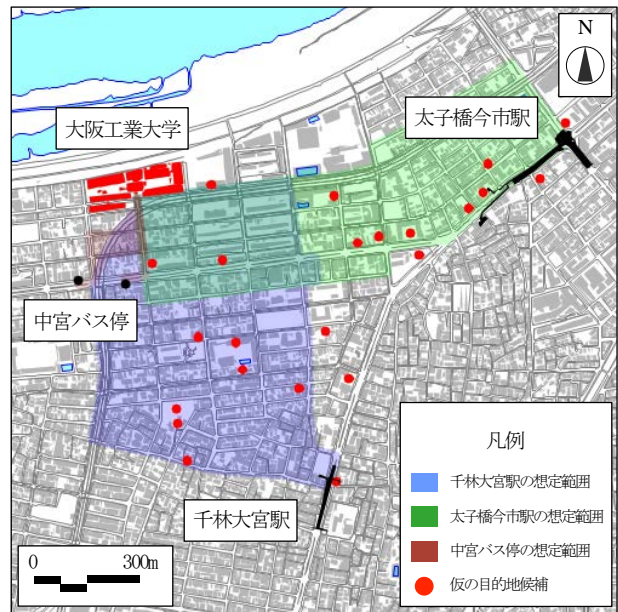 N
大阪工業大学
太子橋今市駅
中宮バス停
千林大宮駅
0 300m
凡例
千林大宮駅の想定範囲
太子橋今市駅の想定範囲
中宮バス停の想定範囲
仮の目的地候補